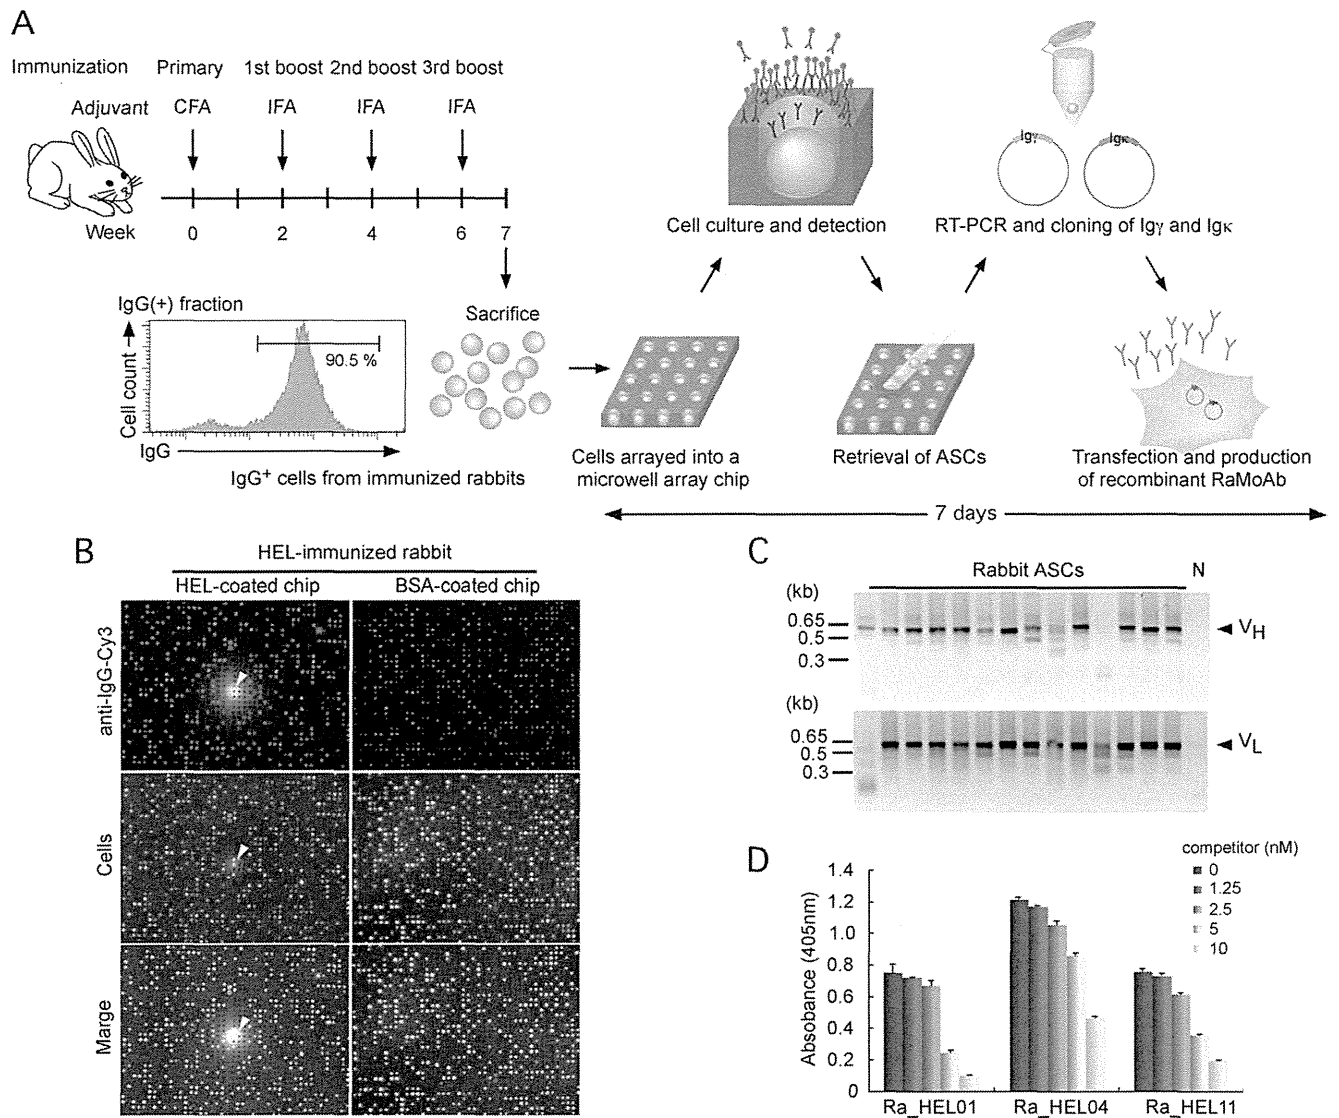 A
Immunization Primary 1st boost 2nd boost 3rd boost
Adjuvant CFA IFA IFA IFA
Week 0 2 4 6 7
Sacrifice
IgG(+) fraction
90.5 %
Cell count
IgG
IgG+ cells from immunized rabbits
Cells arrayed into a
microwell array chip
Cell culture and detection
Retrieval of ASCs
Igγ Igκ
RT-PCR and cloning of Igγ and Igκ
Transfection and production
of recombinant RaMoAb
7 days
B
HEL-immunized rabbit
HEL-coated chip BSA-coated chip
anti-IgG-Cy3
Cells
Marge
C
Rabbit ASCs N
(kb)
0.65
0.5
0.3
VH
(kb)
0.65
0.5
0.3
VL
D
competitor (nM)
0
1.25
2.5
5
10
Absobance (405nm)
1.4
1.2
1.0
0.8
0.6
0.4
0.2
0
Ra_HEL01 Ra_HEL04 Ra_HEL11